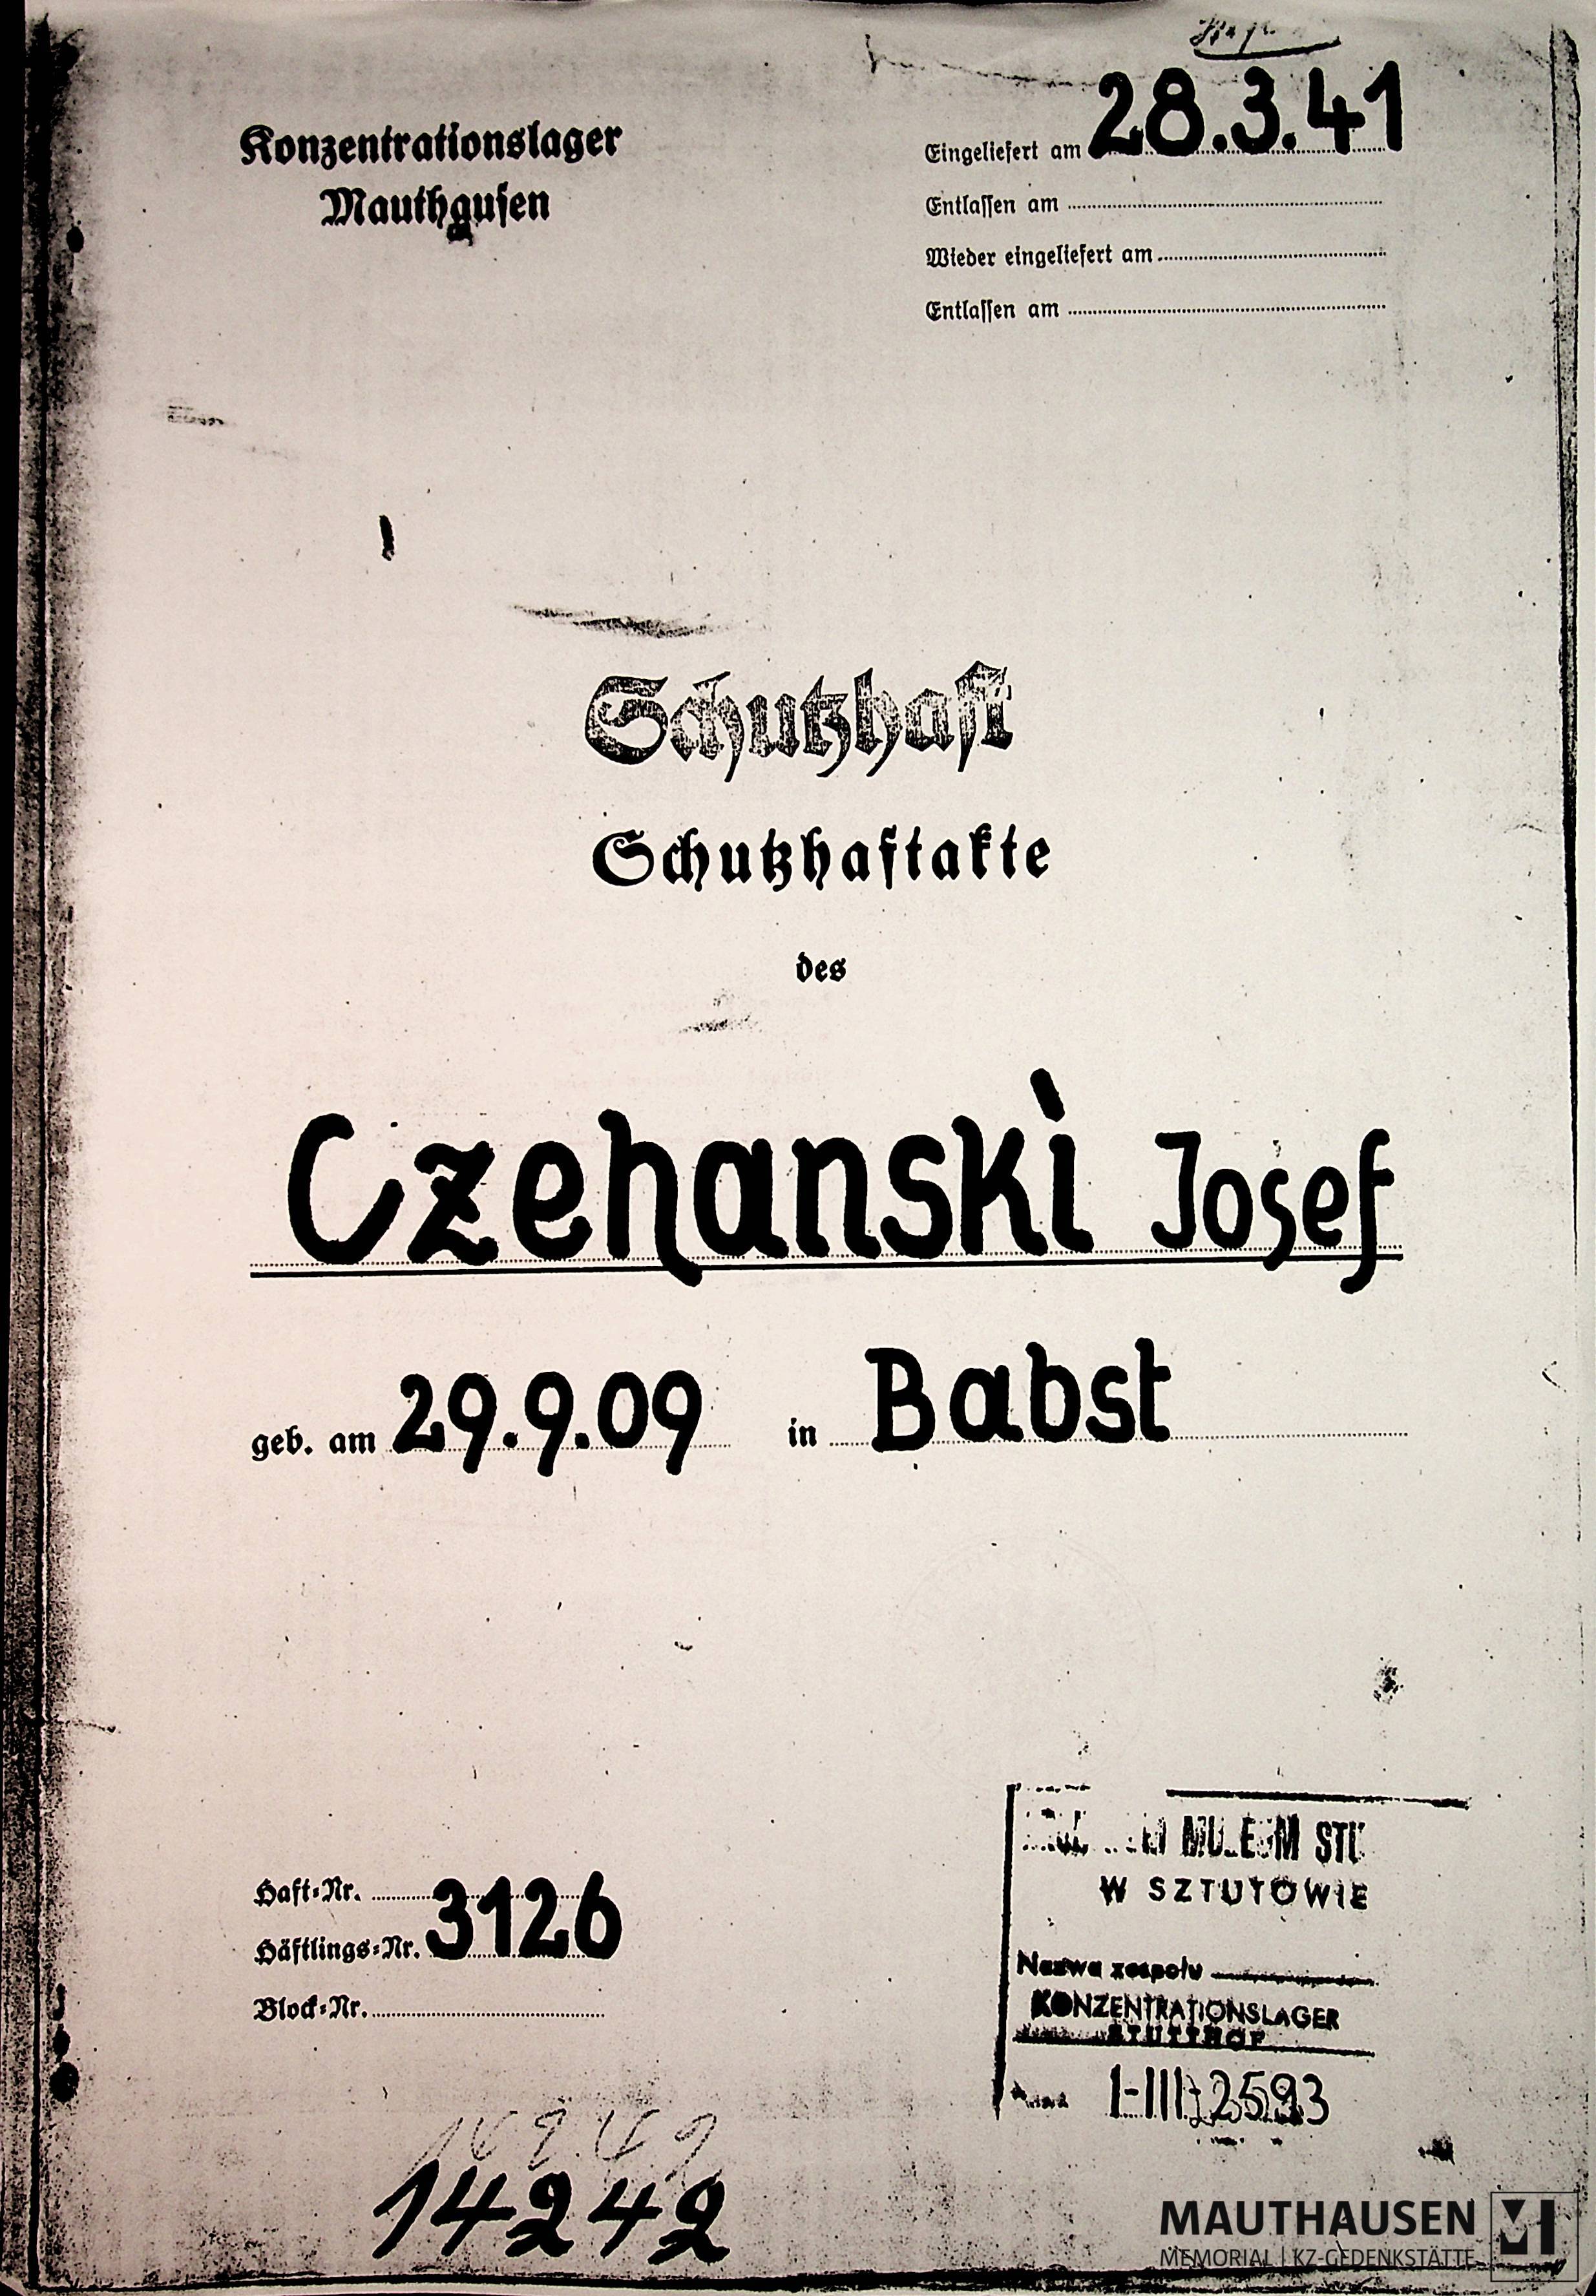 28.3.41
Konzentrationslager
Mauthausen
Eingeliefert am
Entlassen am
Wieder eingeliefert am
Entlassen am
Schutzhaft
Schutzhaftakte
des
Czehanski Josef
geb. am 29.9.09 in Babst
Haft-Nr.
Häftlings-Nr. 3126
Block-Nr.
W SZTUTOWIE
Nazwa zespołu
KONZENTRATIONSLAGER
STUTTHOF
I-III-2593
14242
MAUTHAUSEN
MEMORIAL | KZ-GEDENKSTÄTTE